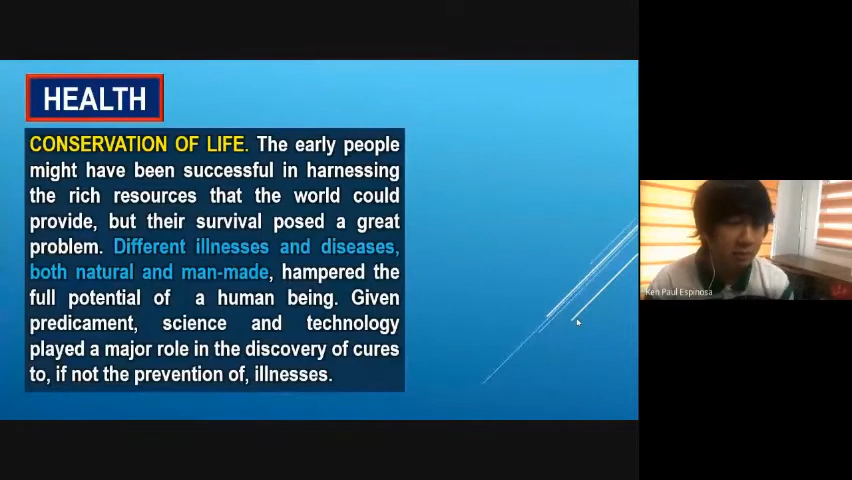 HEALTH
CONSERVATION OF LIFE. The early people
might have been successful in harnessing
the rich resources that the world could
provide, but their survival posed a great
problem. Different illnesses and diseases,
both natural and man-made, hampered the
full potential of a human being. Given
predicament, science and technology
played a major role in the discovery of cures
to, if not the prevention of, illnesses.
Ken Paul Espinosa